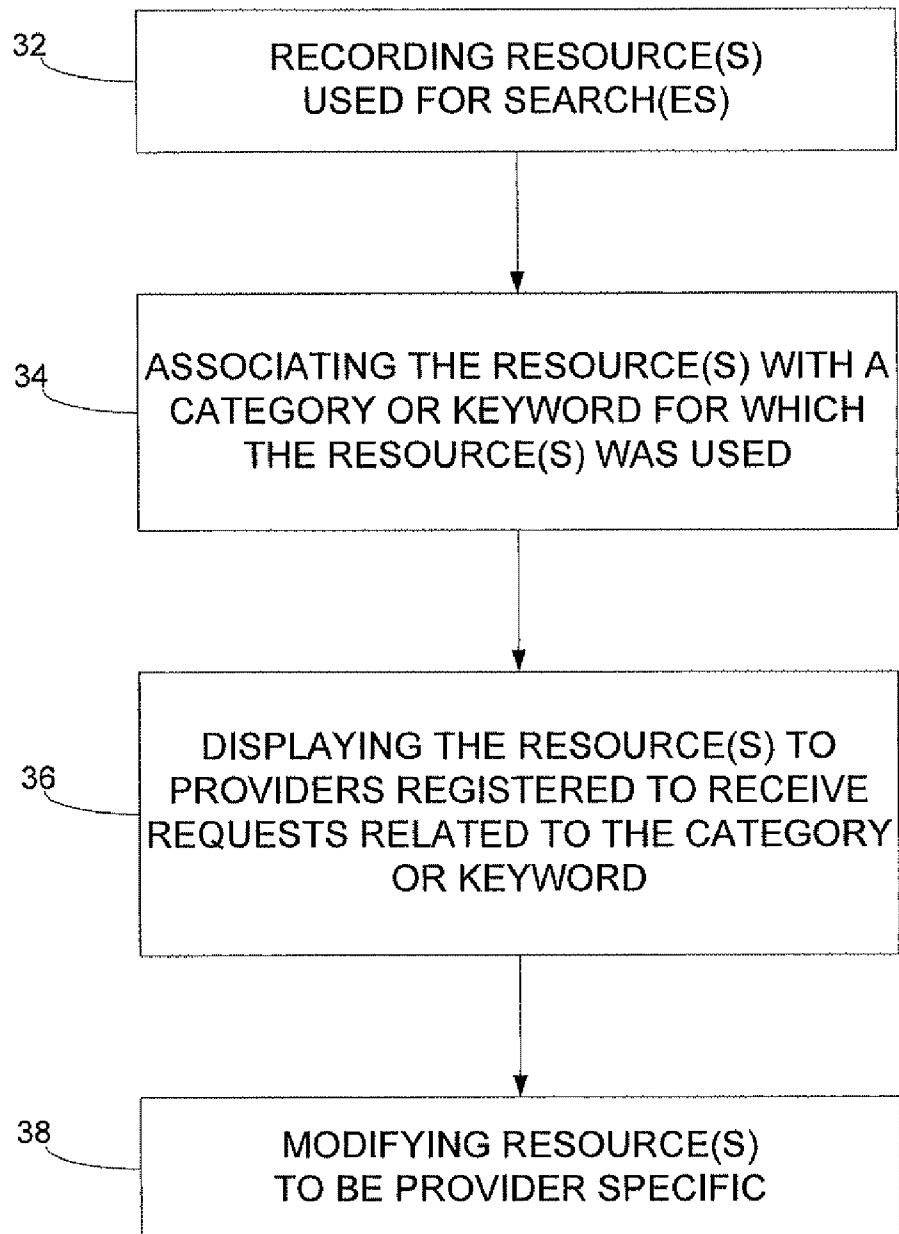 32
RECORDING RESOURCE(S)
USED FOR SEARCH(ES)
34
ASSOCIATING THE RESOURCE(S) WITH A
CATEGORY OR KEYWORD FOR WHICH
THE RESOURCE(S) WAS USED
36
DISPLAYING THE RESOURCE(S) TO
PROVIDERS REGISTERED TO RECEIVE
REQUESTS RELATED TO THE CATEGORY
OR KEYWORD
38
MODIFYING RESOURCE(S)
TO BE PROVIDER SPECIFIC